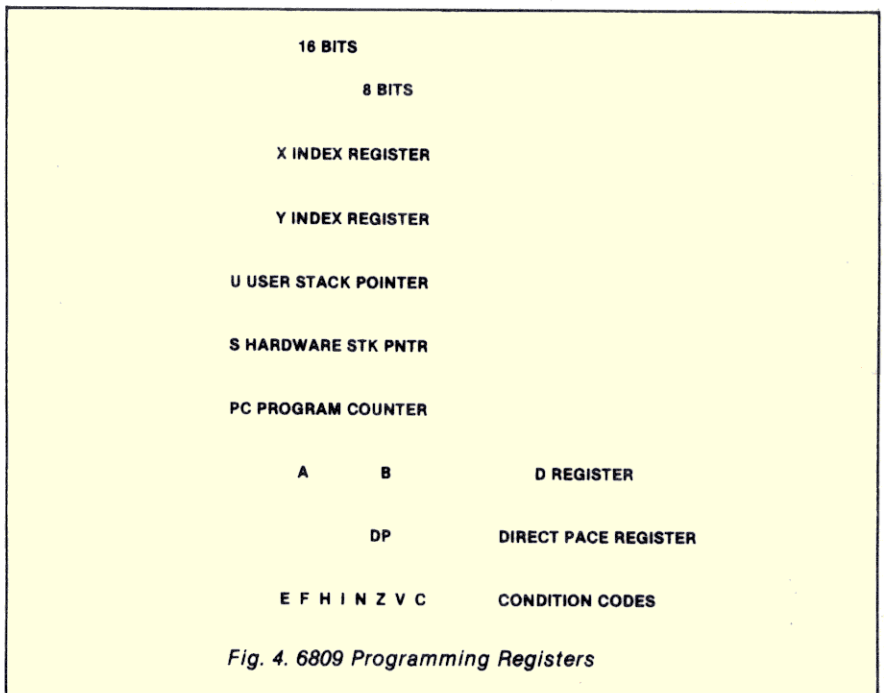 16 BITS
8 BITS
X INDEX REGISTER
Y INDEX REGISTER
U USER STACK POINTER
S HARDWARE STK PNTR
PC PROGRAM COUNTER
A B D REGISTER
DP DIRECT PACE REGISTER
E F H I N Z V C CONDITION CODES
Fig. 4. 6809 Programming Registers